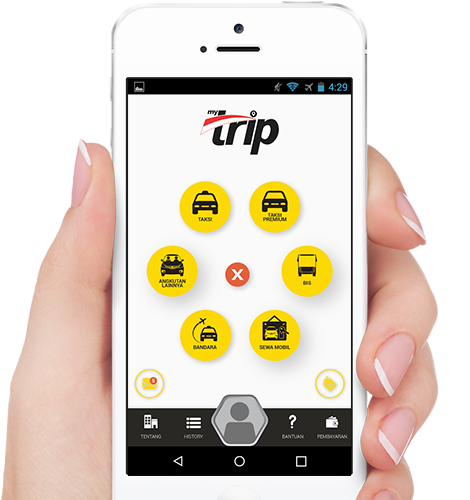 4:29
my
trip
TAKSI
TAKSI
PREMIUM
ANGKUTAN
LAINNYA
X
BIS
BANDARA
SEWA MOBIL
TENTANG
HISTORY
BANTUAN
PEMBAYARAN